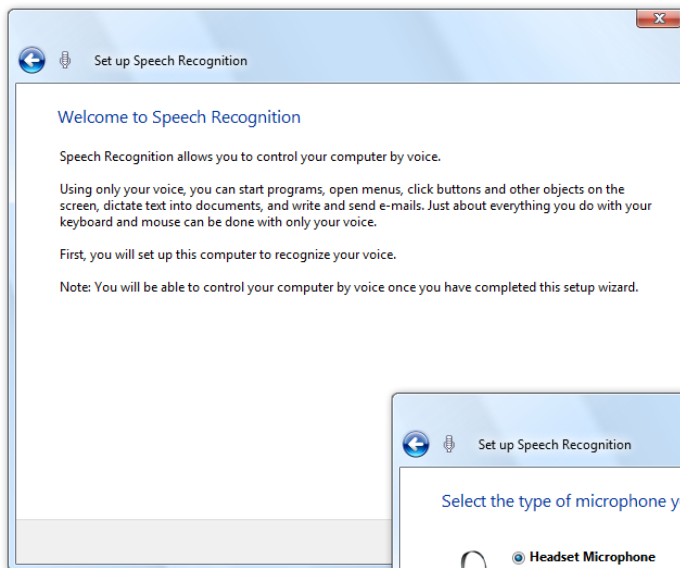 Set up Speech Recognition
Welcome to Speech Recognition
Speech Recognition allows you to control your computer by voice.
Using only your voice, you can start programs, open menus, click buttons and other objects on the
screen, dictate text into documents, and write and send e-mails. Just about everything you do with your
keyboard and mouse can be done with only your voice.
First, you will set up this computer to recognize your voice.
Note: You will be able to control your computer by voice once you have completed this setup wizard.
Set up Speech Recognition
Select the type of microphone y
Headset Microphone